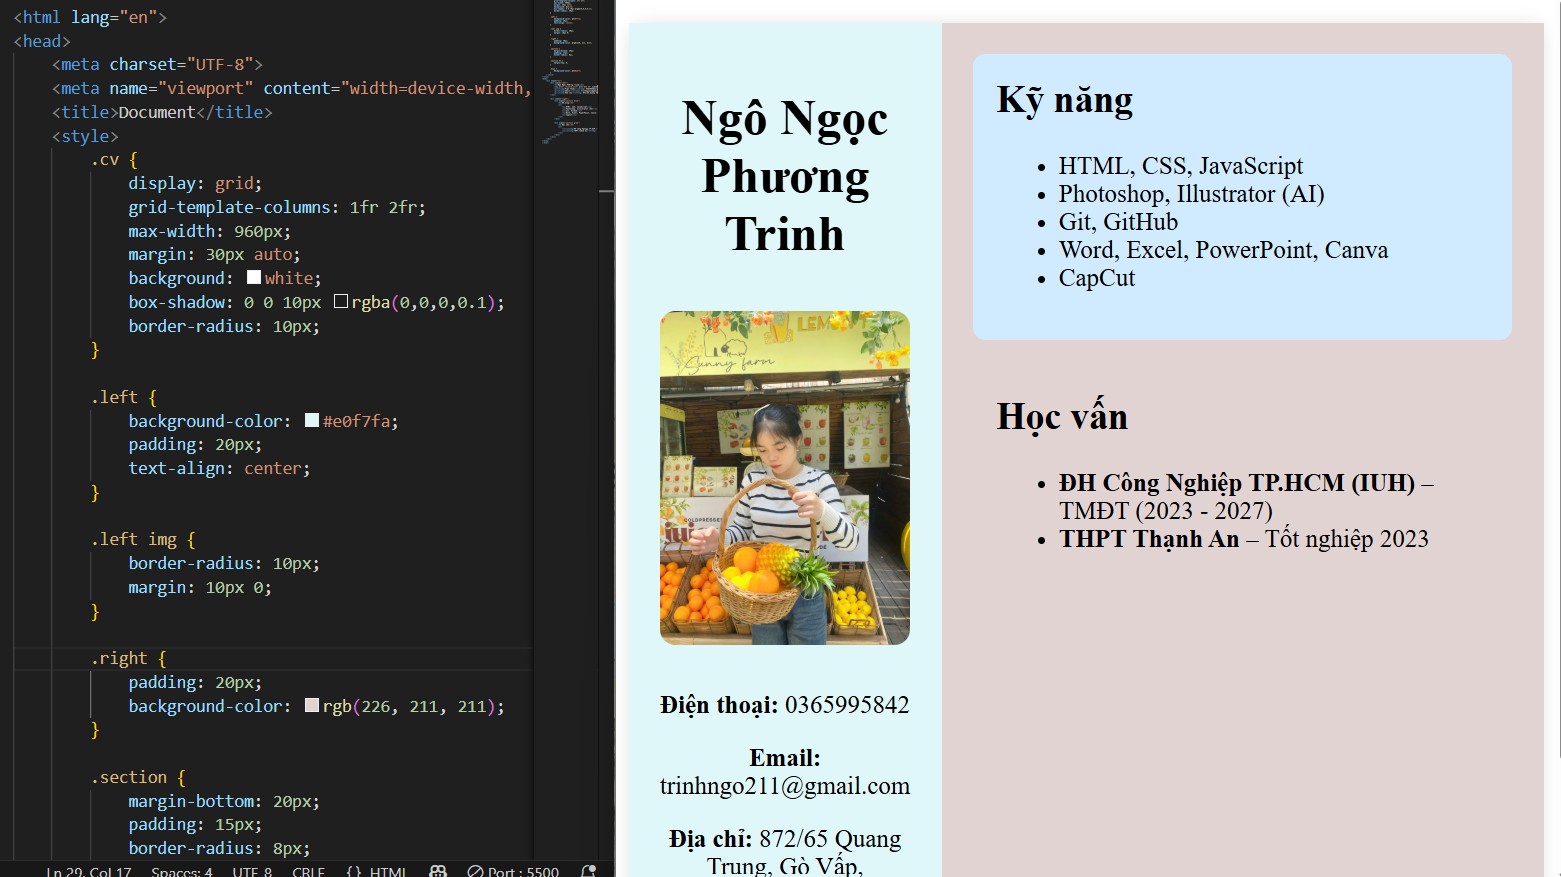 <html lang="en">
<head>
<meta charset="UTF-8">
<meta name="viewport" content="width=device-width,
<title>Document</title>
<style>
.cv {
display: grid;
grid-template-columns: 1fr 2fr;
max-width: 960px;
margin: 30px auto;
background: white;
box-shadow: 0 0 10px rgba(0,0,0,0.1);
border-radius: 10px;
}
.left {
background-color: #e0f7fa;
padding: 20px;
text-align: center;
}
.left img {
border-radius: 10px;
margin: 10px 0;
}
.right {
padding: 20px;
background-color: rgb(226, 211, 211);
}
.section {
margin-bottom: 20px;
padding: 15px;
border-radius: 8px;
Ln 29, Col 17 Spaces: 4 UTF-8 CRLF {} HTML Port : 5500
Ngô Ngọc
Phương
Trinh
LEMON
Sunny farm
Điện thoại: 0365995842
Email:
trinhngo211@gmail.com
Địa chỉ: 872/65 Quang
Trung, Gò Vấp,
Kỹ năng
• HTML, CSS, JavaScript
• Photoshop, Illustrator (AI)
• Git, GitHub
• Word, Excel, PowerPoint, Canva
• CapCut
Học vấn
• ĐH Công Nghiệp TP.HCM (IUH) –
TMĐT (2023 - 2027)
• THPT Thạnh An – Tốt nghiệp 2023